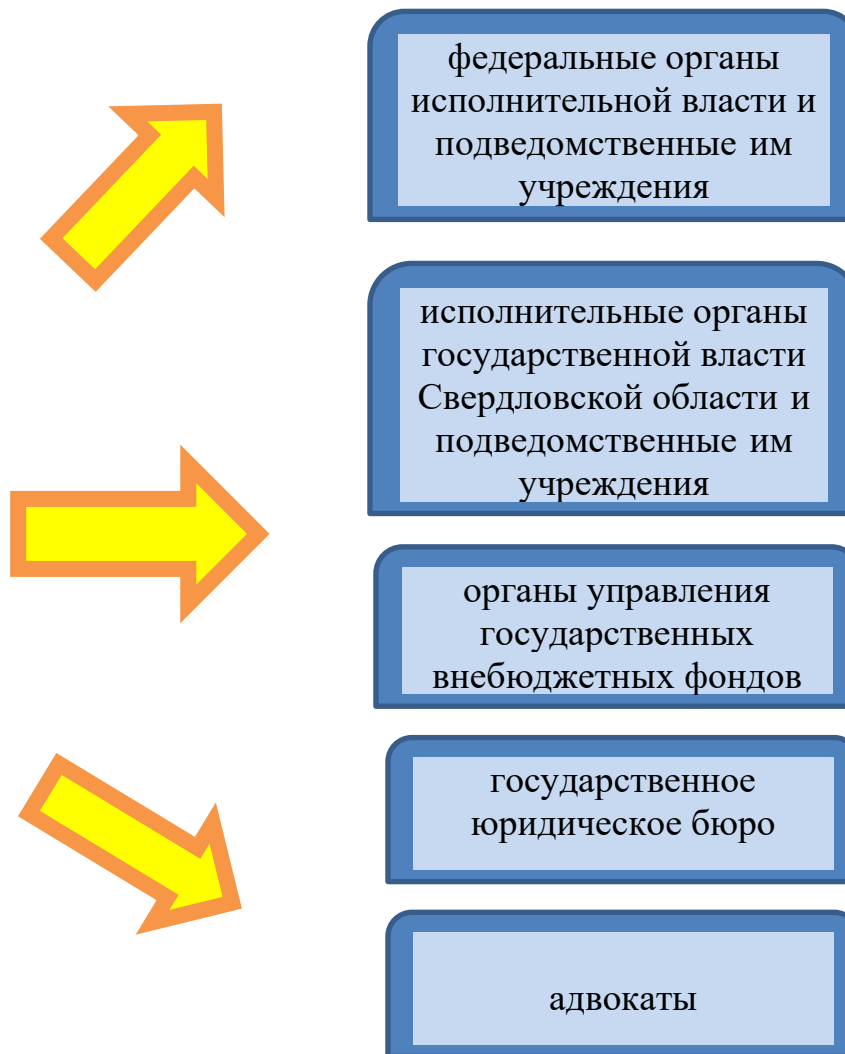 федеральные органы
исполнительной власти и
подведомственные им
учреждения
исполнительные органы
государственной власти
Свердловской области и
подведомственные им
учреждения
органы управления
государственных
внебюджетных фондов
государственное
юридическое бюро
адвокаты